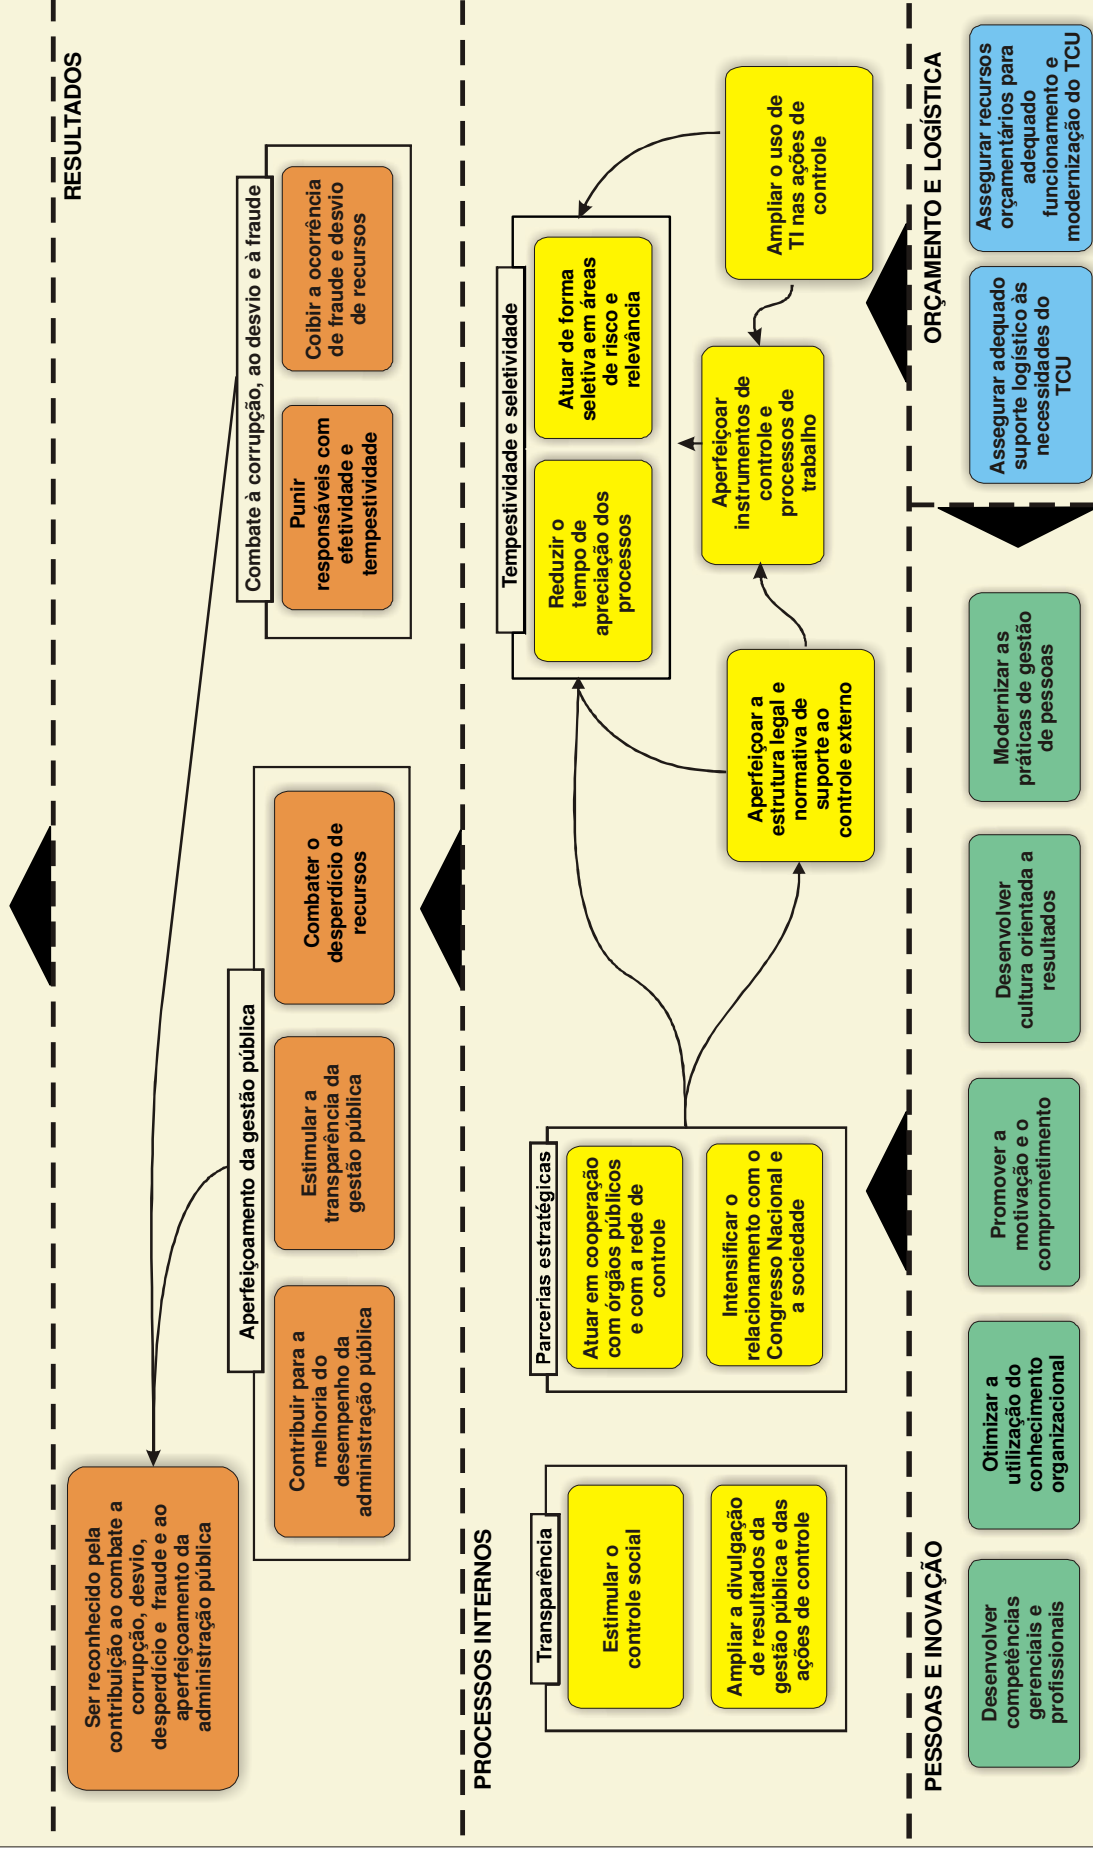 RESULTADOS
Ser reconhecido pela
contribuição ao combate a
corrupção, desvio,
desperdício e fraude e ao
aperfeiçoamento da
administração pública
Aperfeiçoamento da gestão pública
Contribuir para a
melhoria do
desempenho da
administração pública
Estimular a
transparência da
gestão pública
Combater o
desperdício de
recursos
Combate à corrupção, ao desvio e à fraude
Punir
responsáveis com
efetividade e
tempestividade
Coibir a ocorrência
de fraude e desvio
de recursos
PROCESSOS INTERNOS
Transparência
Estimular o
controle social
Ampliar a divulgação
de resultados da
gestão pública e das
ações de controle
Parcerias estratégicas
Atuar em cooperação
com órgãos públicos
e com a rede de
controle
Intensificar o
relacionamento com o
Congresso Nacional e
a sociedade
Tempestividade e seletividade
Reduzir o
tempo de
apreciação dos
processos
Atuar de forma
seletiva em áreas
de risco e
relevância
Aperfeiçoar a
estrutura legal e
normativa de
suporte ao
controle externo
Aperfeiçoar
instrumentos de
controle e
processos de
trabalho
Ampliar o uso de
TI nas ações de
controle
PESSOAS E INOVAÇÃO
Desenvolver
competências
gerenciais e
profissionais
Otimizar a
utilização do
conhecimento
organizacional
Promover a
motivação e o
comprometimento
Desenvolver
cultura orientada a
resultados
Modernizar as
práticas de gestão
de pessoas
ORÇAMENTO E LOGÍSTICA
Assegurar adequado
suporte logístico às
necessidades do
TCU
Assegurar recursos
orçamentários para
adequado
funcionamento e
modernização do TCU